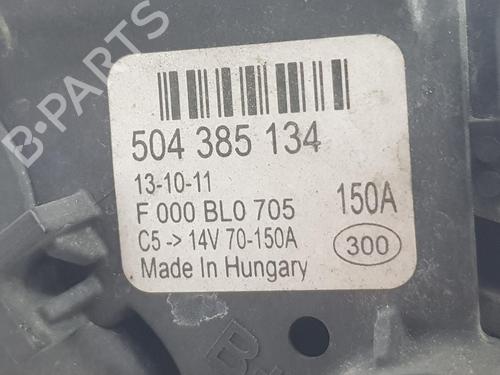 B-PARTS
504 385 134
13-10-11
F 000 BL0 705
150A
C5 -> 14V 70-150A
300
Made In Hungary